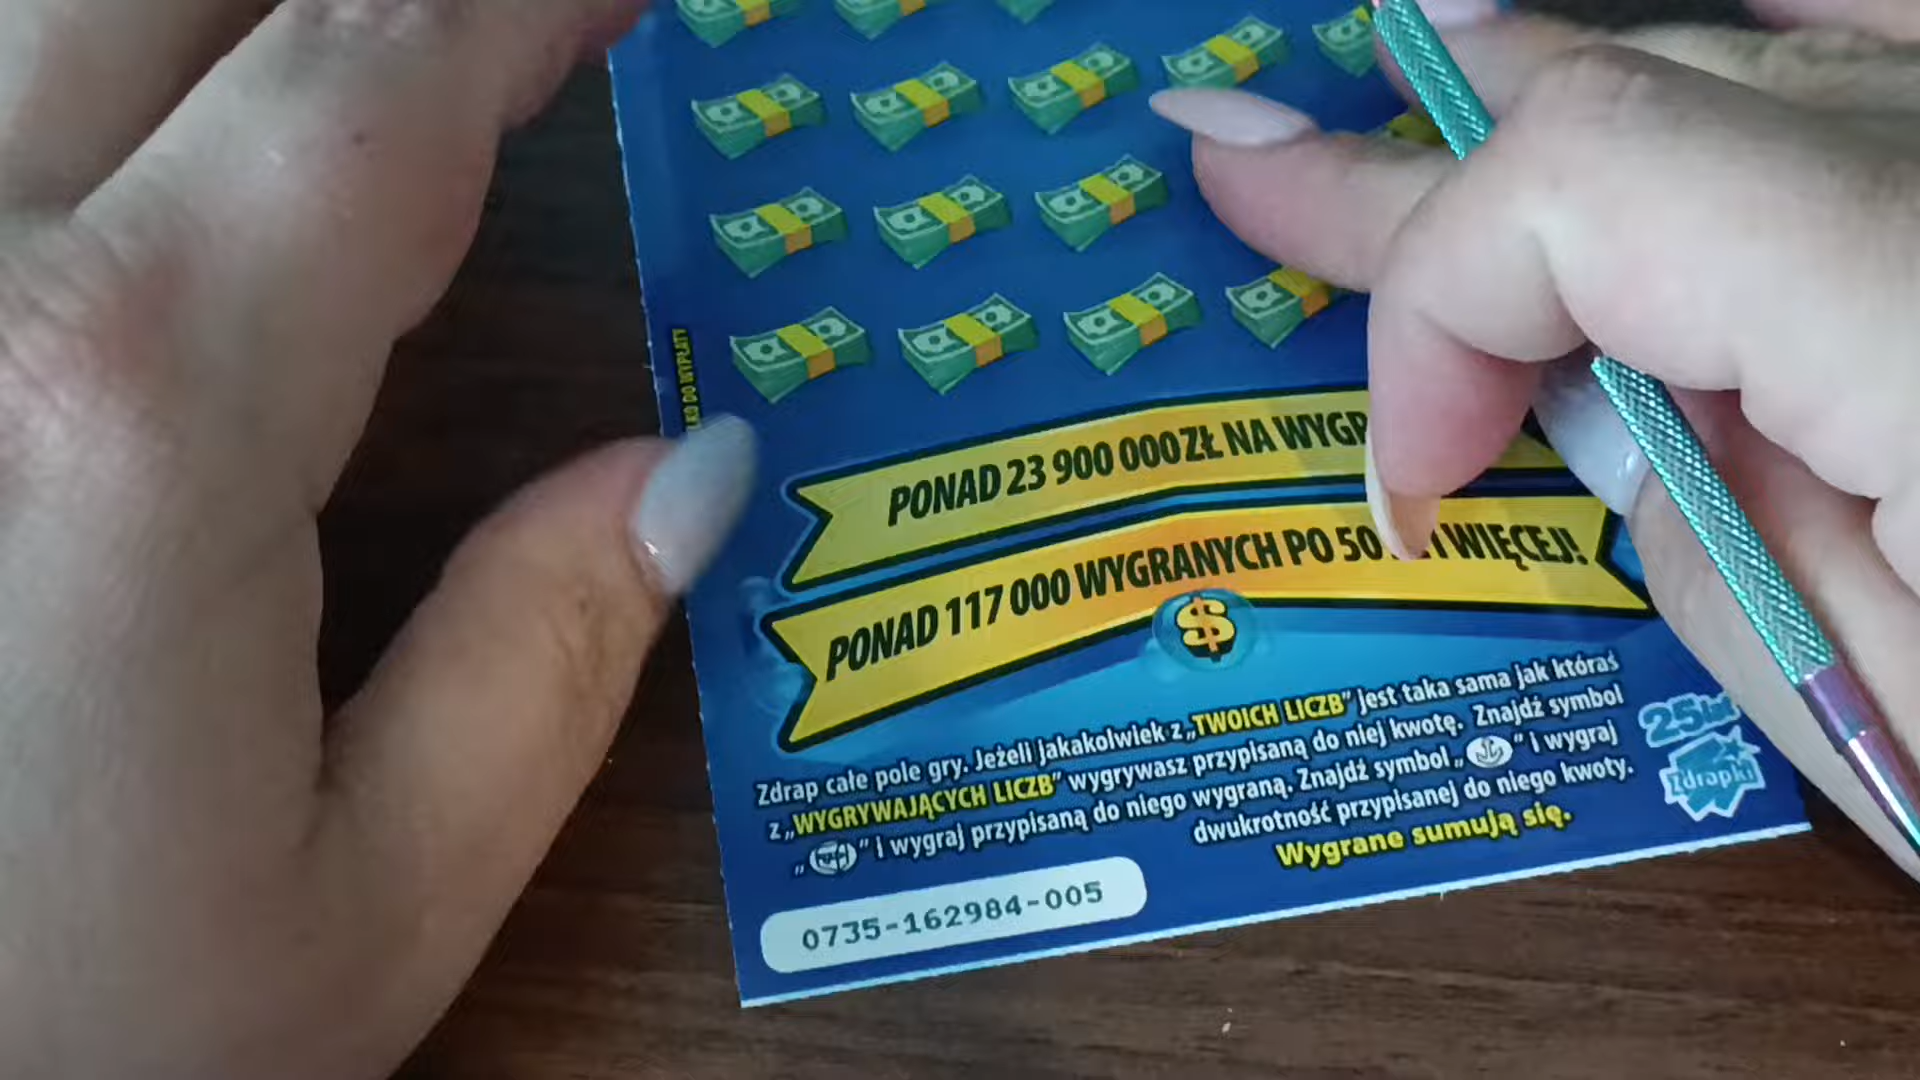 PONAD 23 900 000 ZŁ NA WYGR
PONAD 117 000 WYGRANYCH PO 50 I WIĘCEJ!
Zdrap całe pole gry. Jeżeli jakakolwiek z „TWOICH LICZB” jest taka sama jak któraś
z „WYGRYWAJĄCYCH LICZB” wygrywasz przypisaną do niej kwotę. Znajdź symbol
„ ” i wygraj przypisaną do niego wygraną. Znajdź symbol „ ” i wygraj
dwukrotność przypisanej do niego kwoty.
Wygrane sumują się.
25 lat
Zdrapki
0735-162984-005
DO WYPŁATY